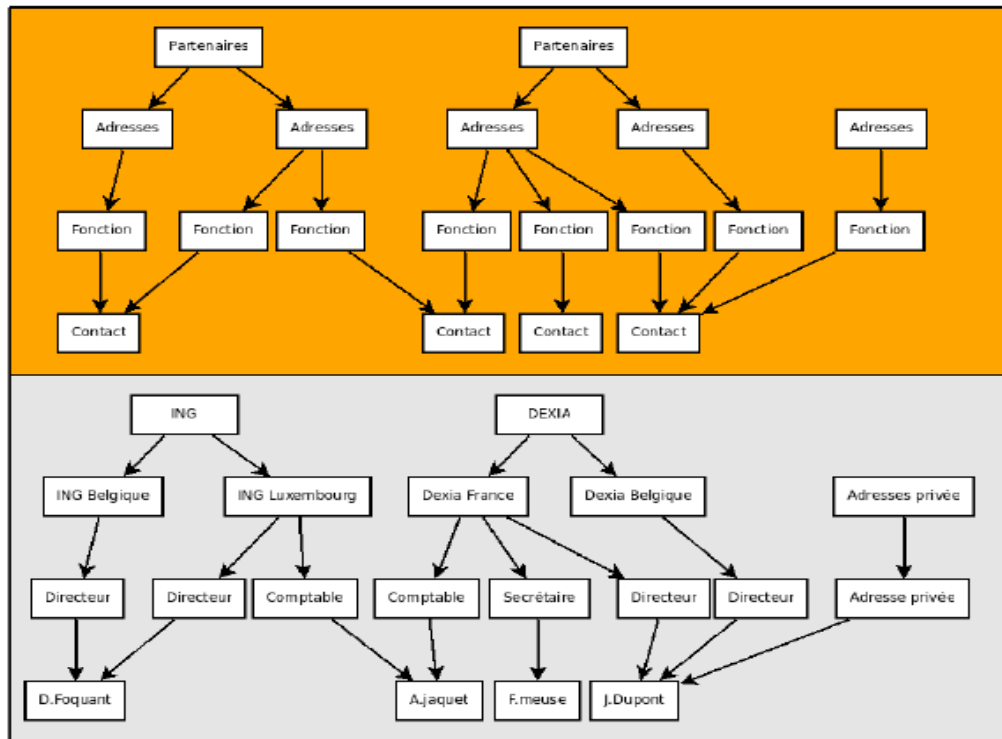 Partenaires Partenaires
Adresses Adresses Adresses Adresses Adresses
Fonction Fonction Fonction Fonction Fonction Fonction Fonction Fonction
Contact Contact Contact Contact
ING DEXIA
ING Belgique ING Luxembourg Dexia France Dexia Belgique Adresses privée
Directeur Directeur Comptable Comptable Secrétaire Directeur Directeur Adresse privée
D.Foquant A.jaquet F.meuse J.Dupont